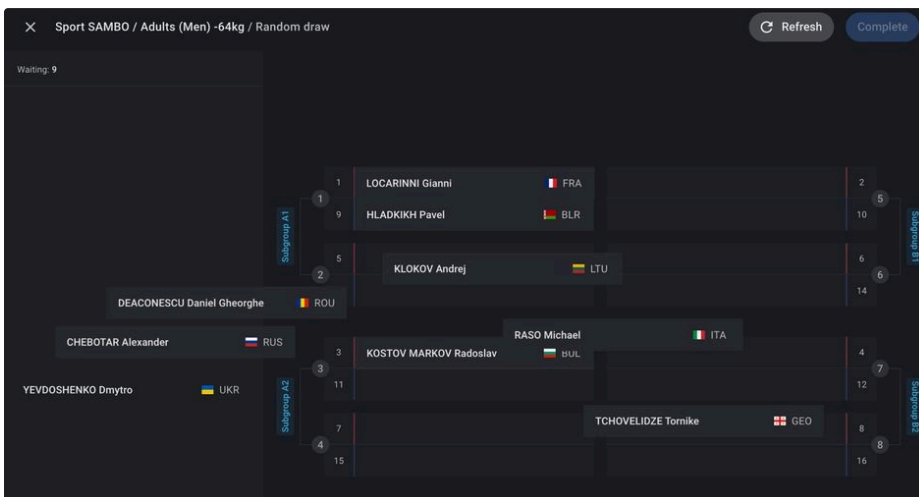 Sport SAMBO / Adults (Men) -64kg / Random draw
Refresh
Complete
Waiting: 9
1
LOCARINNI Gianni
FRA
2
1
5
9
HLADKIKH Pavel
BLR
10
Subgroup A1
Subgroup B1
5
KLOKOV Andrej
LTU
6
2
6
14
DEACONESCU Daniel Gheorghe
ROU
CHEBOTAR Alexander
RUS
RASO Michael
ITA
3
KOSTOV MARKOV Radoslav
BUL
4
3
7
11
12
YEVDOSHENKO Dmytro
UKR
Subgroup A2
Subgroup B2
7
TCHOVELIDZE Tornike
GEO
8
4
8
15
16